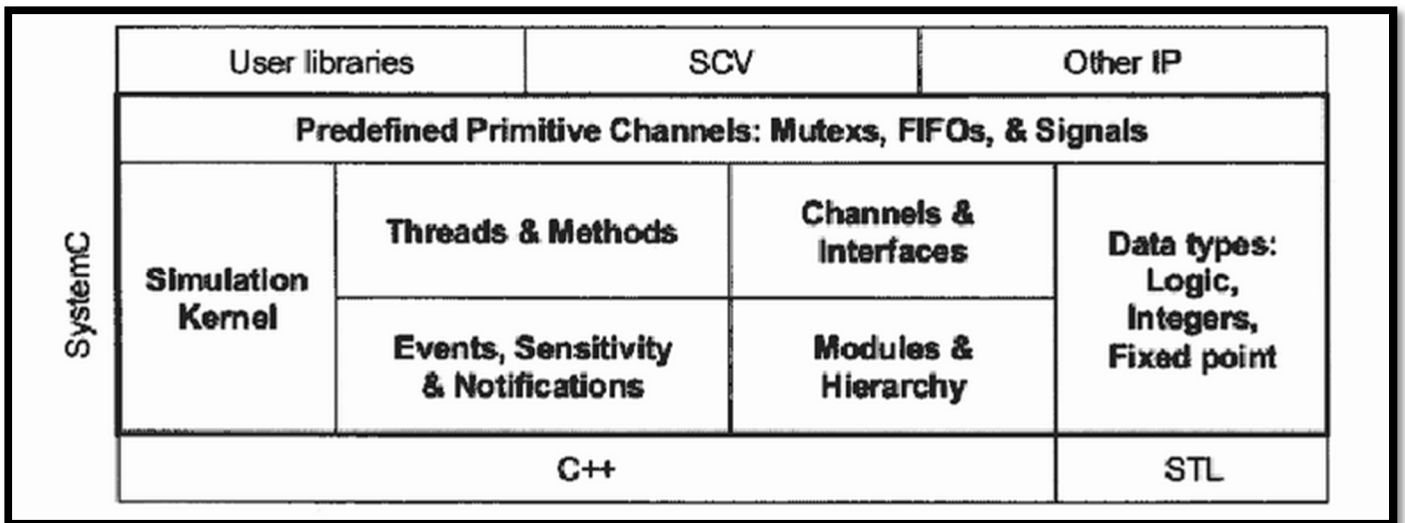 User libraries
SCV
Other IP
Predefined Primitive Channels: Mutexs, FIFOs, & Signals
SystemC
Simulation
Kernel
Threads & Methods
Channels &
Interfaces
Data types:
Logic,
Integers,
Fixed point
Events, Sensitivity
& Notifications
Modules &
Hierarchy
C++
STL